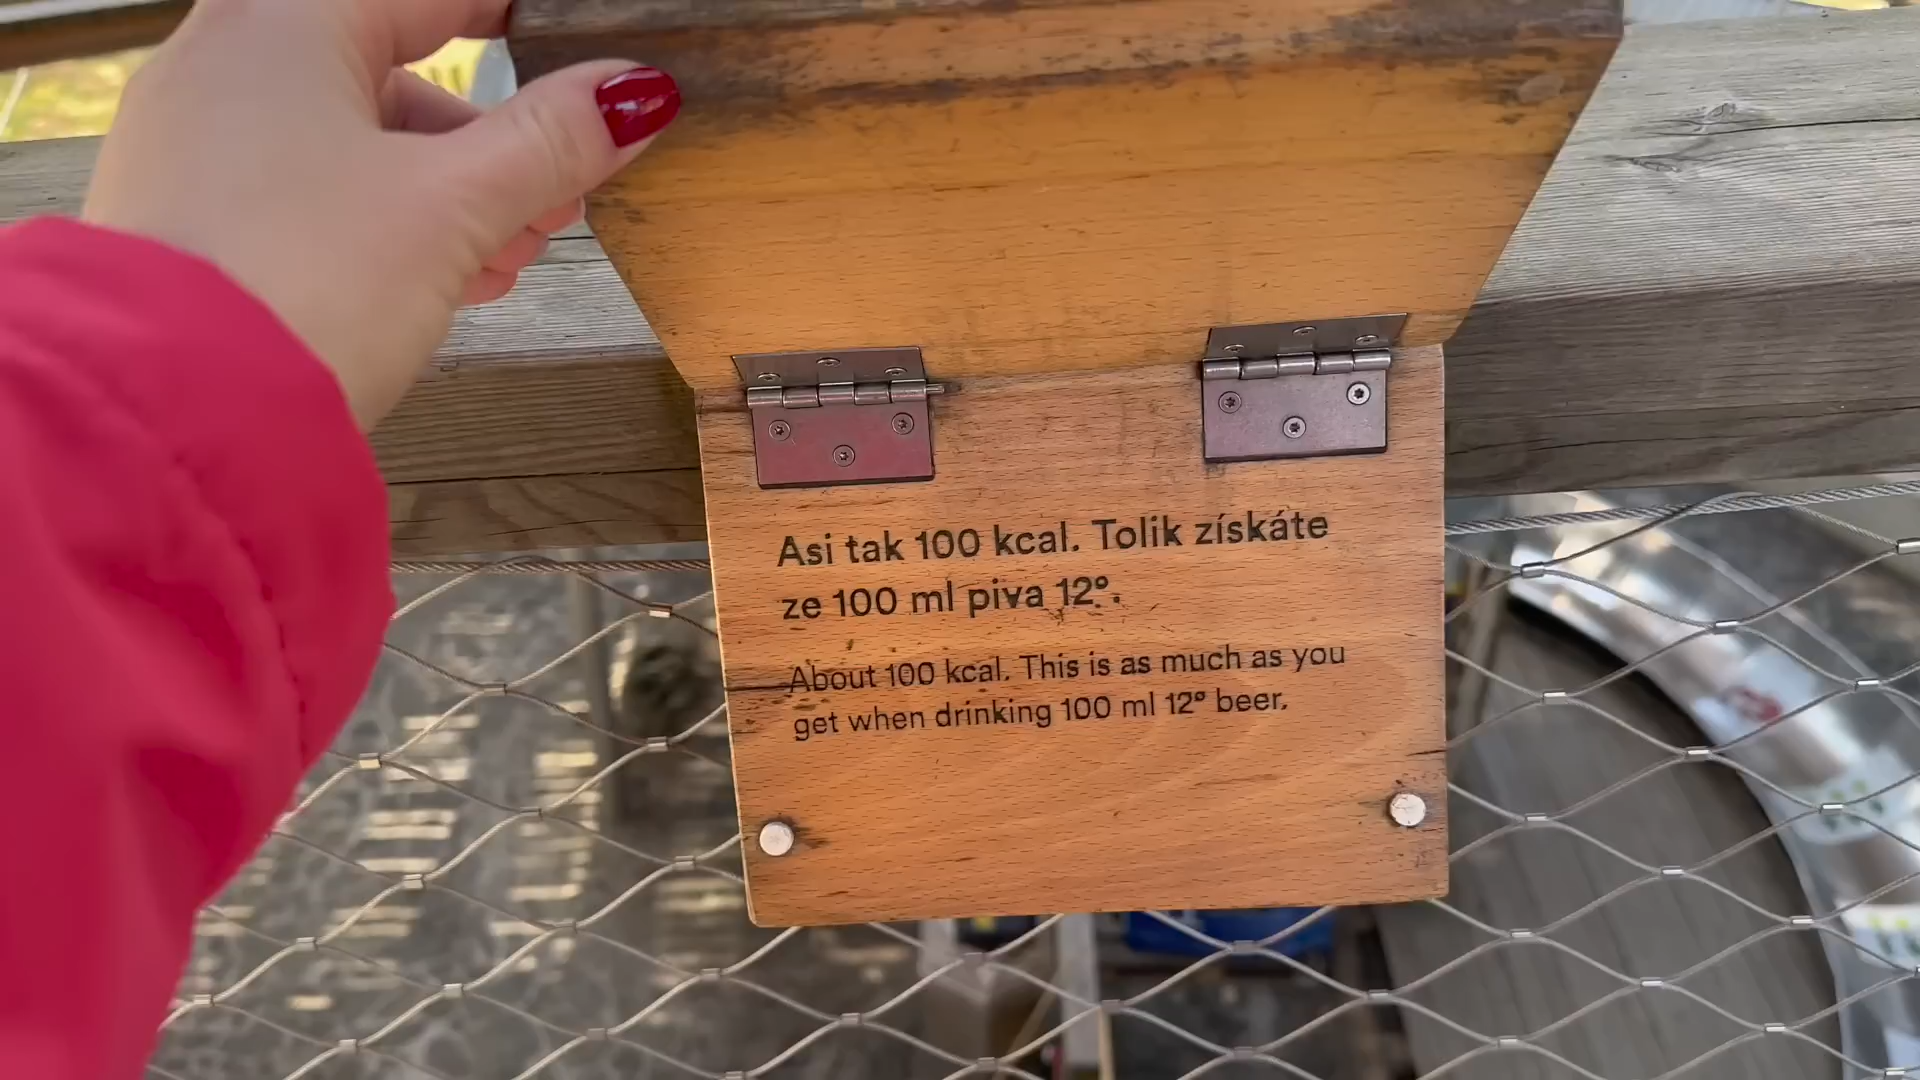 Asi tak 100 kcal. Tolik získáte
ze 100 ml piva 12°.
About 100 kcal. This is as much as you
get when drinking 100 ml 12° beer.